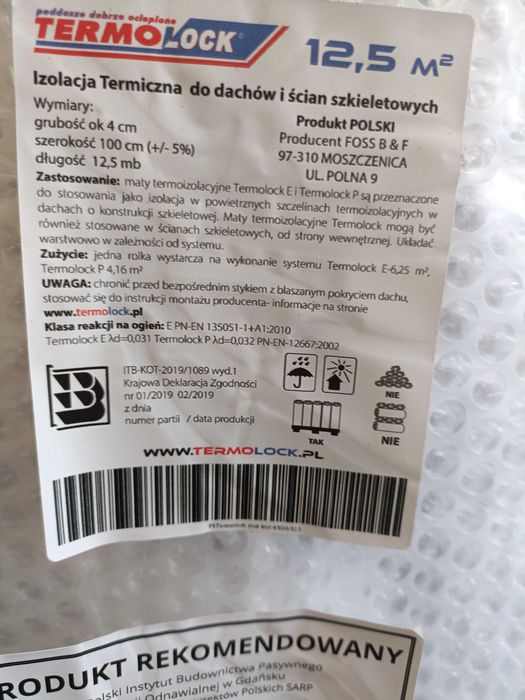 poddasze dobrze ocieplone
TERMOLOCK®
12,5 M²
Izolacja Termiczna do dachów i ścian szkieletowych
Wymiary:
grubość ok 4 cm
szerokość 100 cm (+/- 5%)
długość 12,5 mb
Produkt POLSKI
Producent FOSS B & F
97-310 MOSZCZENICA
UL. POLNA 9
Zastosowanie: maty termoizolacyjne Termolock E i Termolock P są przeznaczone
do stosowania jako izolacja w powietrznych szczelinach termoizolacyjnych w
dachach o konstrukcji szkieletowej. Maty termoizolacyjne Termolock mogą być
również stosowane w ścianach szkieletowych, od strony wewnętrznej. Układać
warstwowo w zależności od systemu.
Zużycie: jedna rolka wystarcza na wykonanie systemu Termolock E-6,25 m²,
Termolock P 4,16 m²
UWAGA: chronić przed bezpośrednim stykiem z blaszanym pokryciem dachu,
stosować się do instrukcji montażu producenta- informacje na stronie
www.termolock.pl
Klasa reakcji na ogień: E PN-EN 135051-1+A1:2010
Termolock E λd=0,031 Termolock P λd=0,032 PN-EN-12667:2002
ITB-KOT-2019/1089 wyd.1
Krajowa Deklaracja Zgodności
nr 01/2019 02/2019
z dnia
numer partii / data produkcji
TAK
NIE
NIE
WWW.TERMOLOCK.PL
PRODUKT REKOMENDOWANY
Polski Instytut Budownictwa Pasywnego
i Odnawialnej w Gdańsku
Architektów Polskich SARP